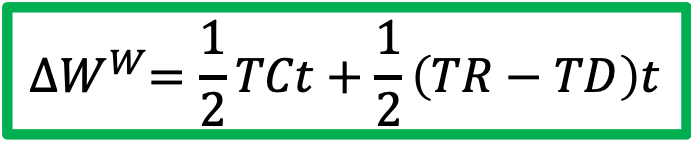 ΔW^W = 1/2 TCt + 1/2 (TR − TD)t